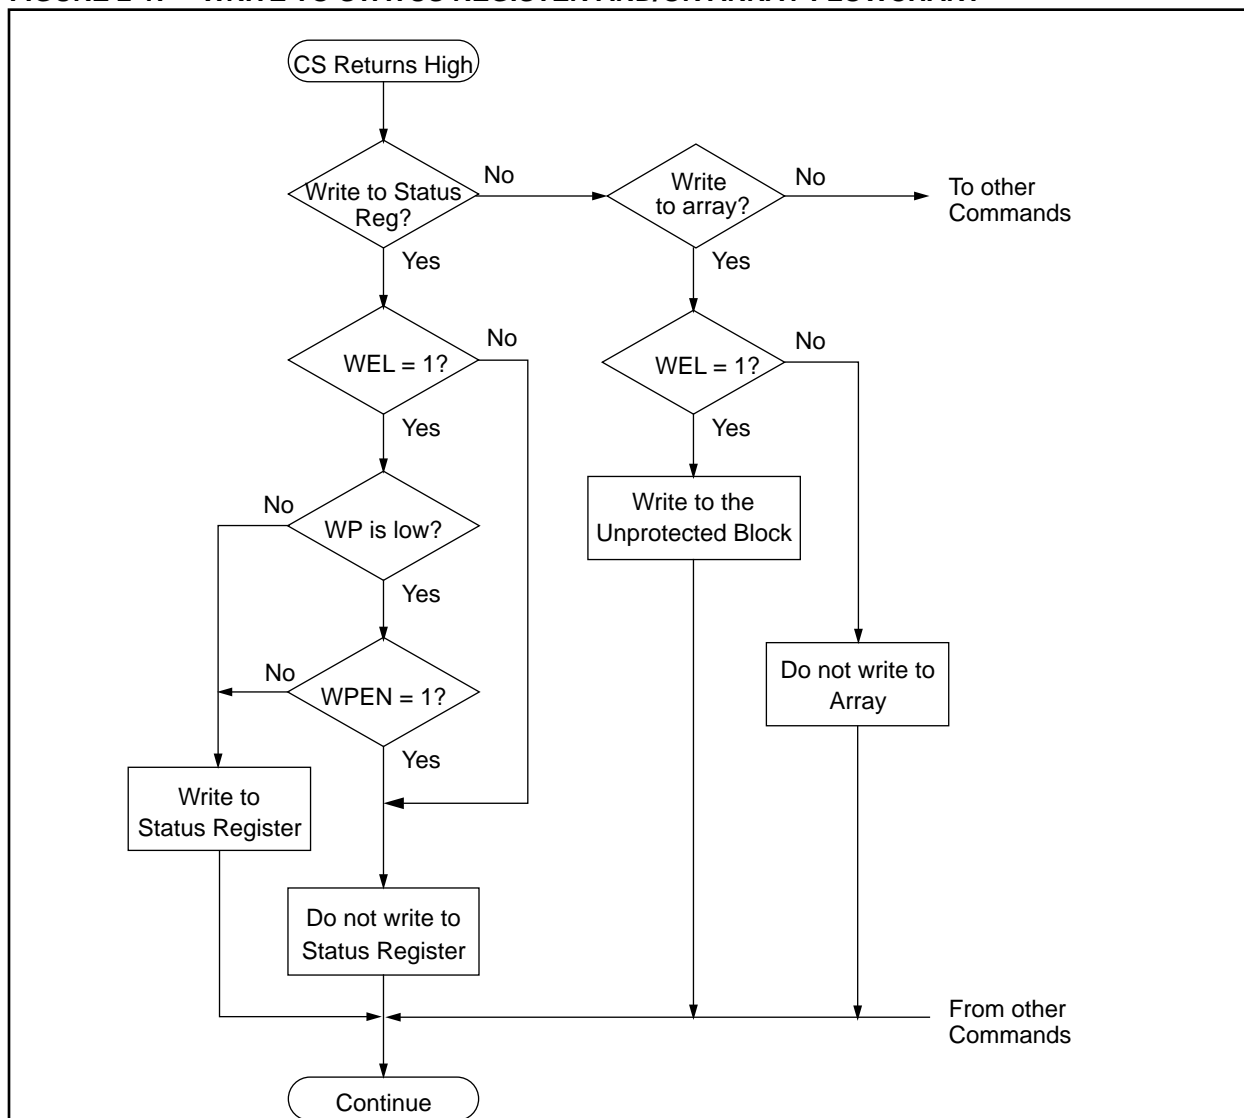 CS Returns High
Write to Status
Reg?
No
Write
to array?
No
To other
Commands
Yes
Yes
WEL = 1?
No
WEL = 1?
No
Yes
Yes
No
WP is low?
Write to the
Unprotected Block
Yes
No
WPEN = 1?
Do not write to
Array
Yes
Write to
Status Register
Do not write to
Status Register
From other
Commands
Continue